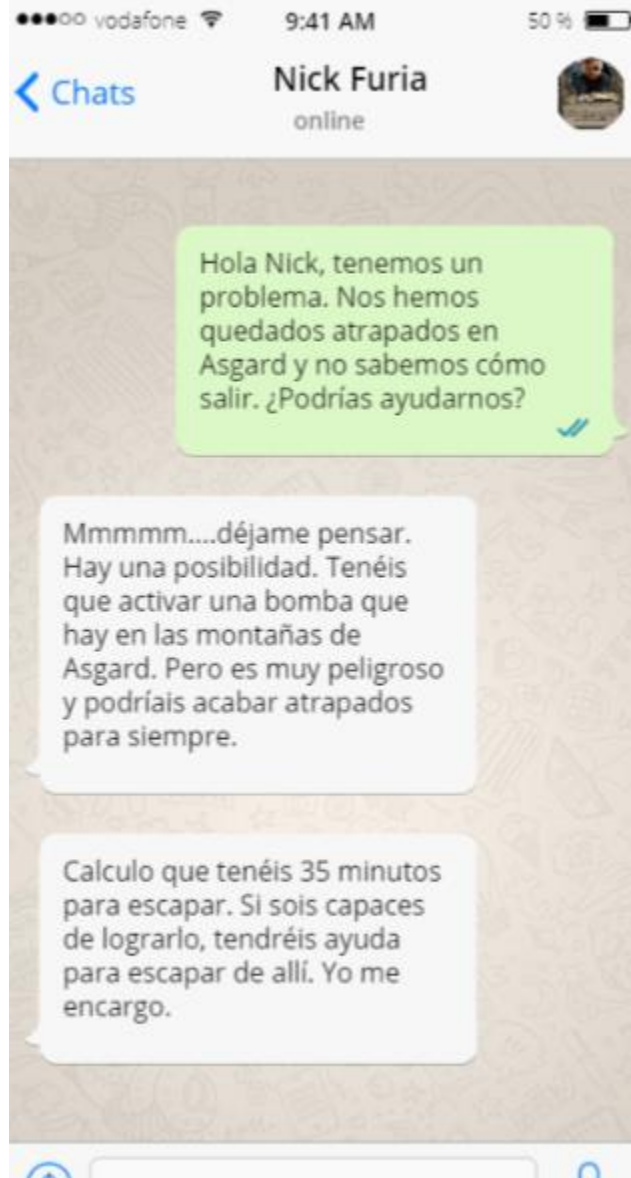 vodafone 9:41 AM 50 %
Chats Nick Furia
online
Hola Nick, tenemos un
problema. Nos hemos
quedados atrapados en
Asgard y no sabemos cómo
salir. ¿Podrías ayudarnos?
Mmmmm....déjame pensar.
Hay una posibilidad. Tenéis
que activar una bomba que
hay en las montañas de
Asgard. Pero es muy peligroso
y podríais acabar atrapados
para siempre.
Calculo que tenéis 35 minutos
para escapar. Si sois capaces
de lograrlo, tendréis ayuda
para escapar de allí. Yo me
encargo.